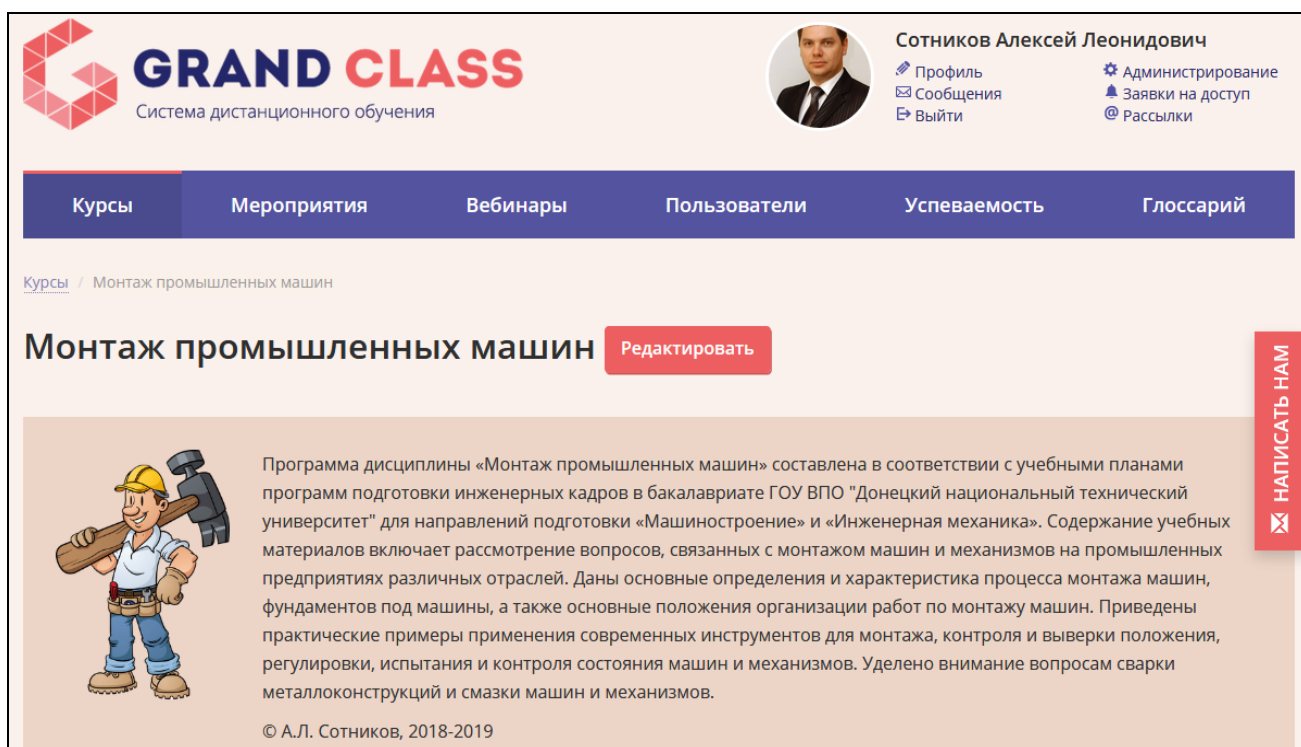 GRAND CLASS
Система дистанционного обучения
Сотников Алексей Леонидович
Профиль
Сообщения
Выйти
Администрирование
Заявки на доступ
Рассылки
Курсы
Мероприятия
Вебинары
Пользователи
Успеваемость
Глоссарий
Курсы / Монтаж промышленных машин
Монтаж промышленных машин
Редактировать
НАПИСАТЬ НАМ
Программа дисциплины «Монтаж промышленных машин» составлена в соответствии с учебными планами
программ подготовки инженерных кадров в бакалавриате ГОУ ВПО "Донецкий национальный технический
университет" для направлений подготовки «Машиностроение» и «Инженерная механика». Содержание учебных
материалов включает рассмотрение вопросов, связанных с монтажом машин и механизмов на промышленных
предприятиях различных отраслей. Даны основные определения и характеристика процесса монтажа машин,
фундаментов под машины, а также основные положения организации работ по монтажу машин. Приведены
практические примеры применения современных инструментов для монтажа, контроля и выверки положения,
регулировки, испытания и контроля состояния машин и механизмов. Уделено внимание вопросам сварки
металлоконструкций и смазки машин и механизмов.
© А.Л. Сотников, 2018-2019